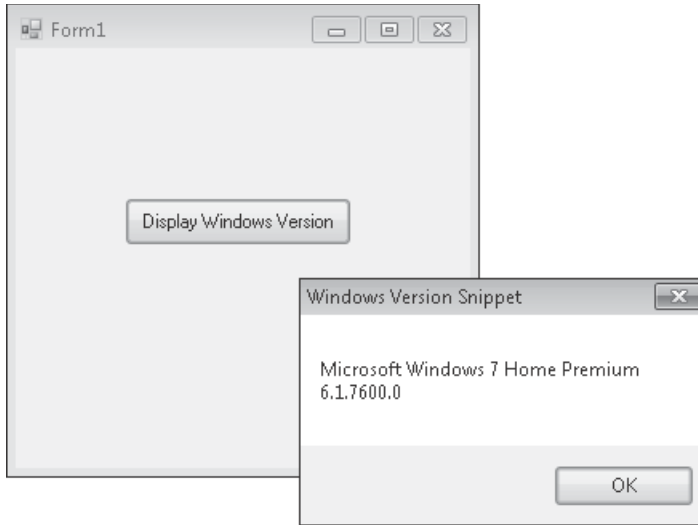 Form1
Display Windows Version
Windows Version Snippet
Microsoft Windows 7 Home Premium
6.1.7600.0
OK